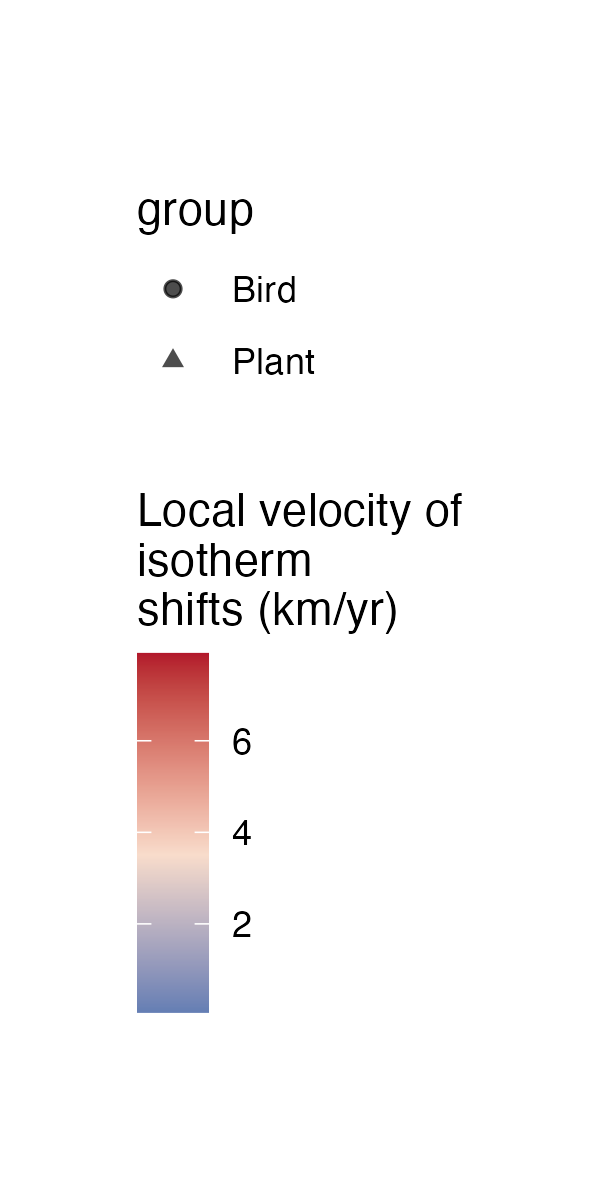 group
Bird
Plant
Local velocity of
isotherm
shifts (km/yr)
6
4
2